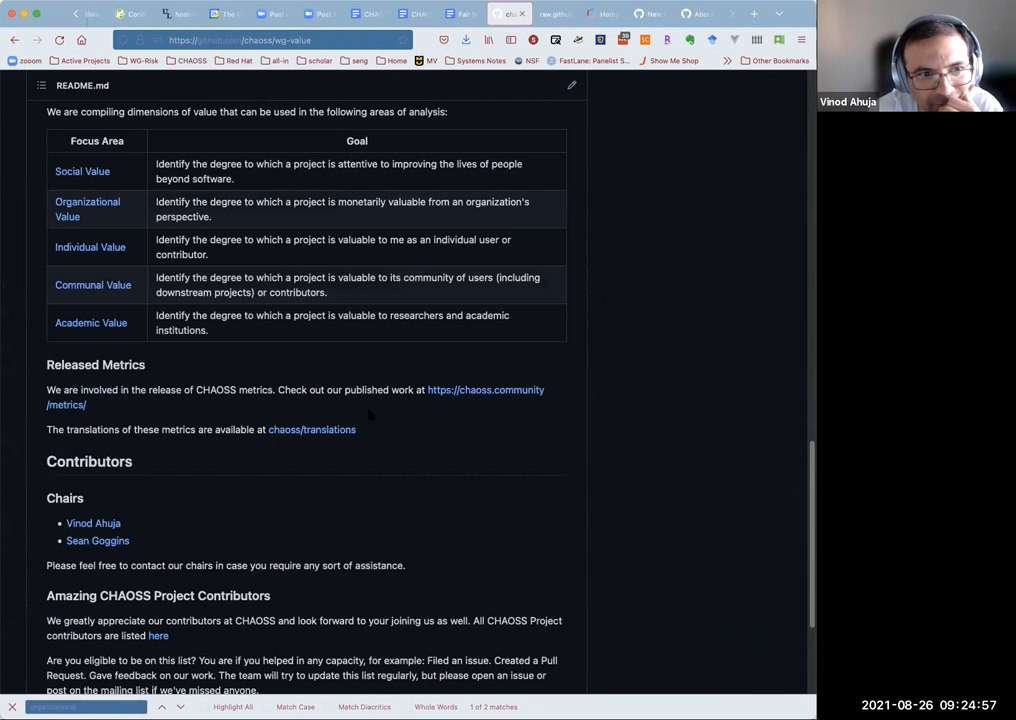 https://github.com/chaoss/wg-value
zooom Active Projects WG-Risk CHAOSS Red Hat all-in scholar seng Home MV Systems Notes NSF FastLane: Panelist S... Show Me Shop Other Bookmarks
README.md
We are compiling dimensions of value that can be used in the following areas of analysis:
Focus Area Goal
Social Value Identify the degree to which a project is attentive to improving the lives of people
beyond software.
Organizational Identify the degree to which a project is monetarily valuable from an organization's
Value perspective.
Individual Value Identify the degree to which a project is valuable to me as an individual user or
contributor.
Communal Value Identify the degree to which a project is valuable to its community of users (including
downstream projects) or contributors.
Academic Value Identify the degree to which a project is valuable to researchers and academic
institutions.
Released Metrics
We are involved in the release of CHAOSS metrics. Check out our published work at https://chaoss.community
/metrics/
The translations of these metrics are available at chaoss/translations
Contributors
Chairs
Vinod Ahuja
Sean Goggins
Please feel free to contact our chairs in case you require any sort of assistance.
Amazing CHAOSS Project Contributors
We greatly appreciate our contributors at CHAOSS and look forward to your joining us as well. All CHAOSS Project
contributors are listed here
Are you eligible to be on this list? You are if you helped in any capacity, for example: Filed an issue. Created a Pull
Request. Gave feedback on our work. The team will try to update this list regularly, but please open an issue or
post on the mailing list if we've missed anyone.
Highlight All Match Case Match Diacritics Whole Words 1 of 2 matches
Vinod Ahuja
2021-08-26 09:24:57